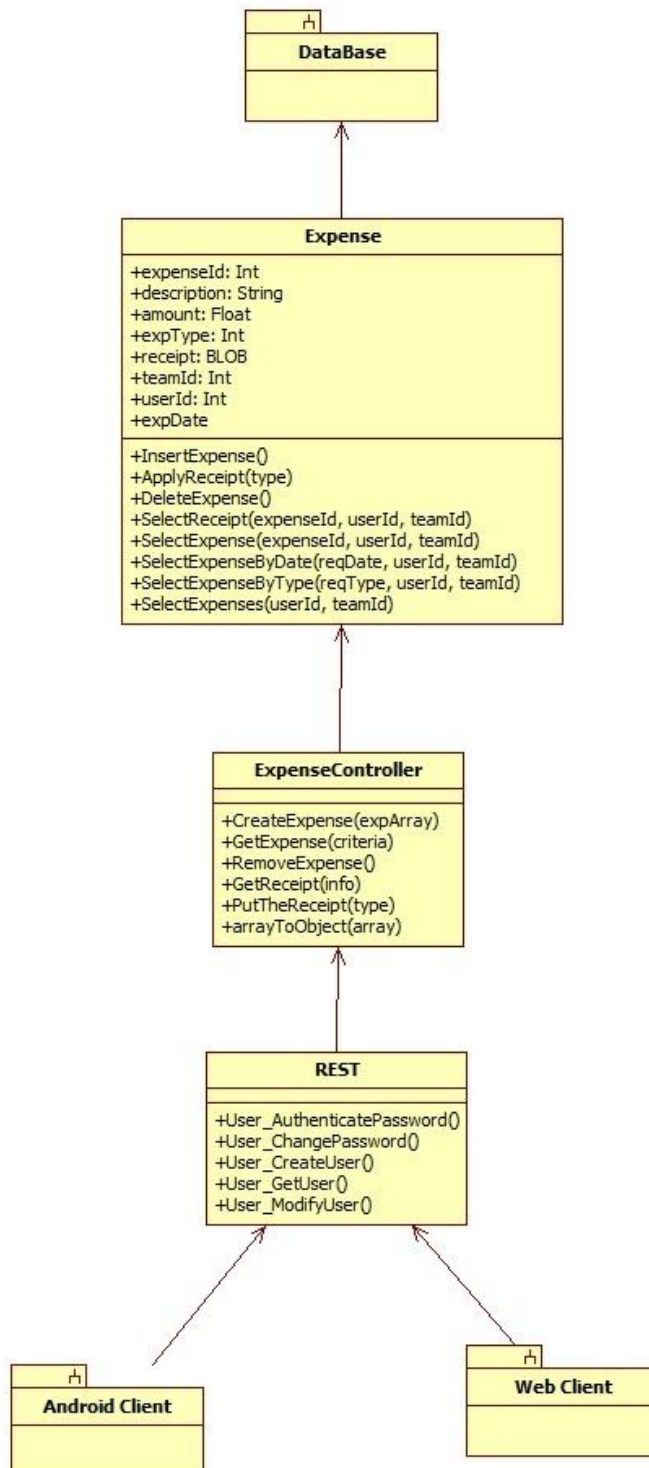 DataBase
Expense
+expenseId: Int
+description: String
+amount: Float
+expType: Int
+receipt: BLOB
+teamId: Int
+userId: Int
+expDate
+InsertExpense()
+ApplyReceipt(type)
+DeleteExpense()
+SelectReceipt(expenseId, userId, teamId)
+SelectExpense(expenseId, userId, teamId)
+SelectExpenseByDate(reqDate, userId, teamId)
+SelectExpenseByType(reqType, userId, teamId)
+SelectExpenses(userId, teamId)
ExpenseController
+CreateExpense(expArray)
+GetExpense(criteria)
+RemoveExpense()
+GetReceipt(info)
+PutTheReceipt(type)
+arrayToObject(array)
REST
+User_AuthenticatePassword()
+User_ChangePassword()
+User_CreateUser()
+User_GetUser()
+User_ModifyUser()
Android Client
Web Client